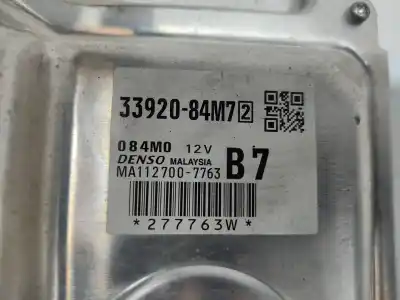 33920-84M7 2
084M0 12V
DENSO MALAYSIA
MA112700-7763 B7
*277763W*